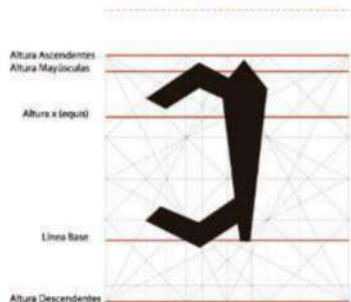 Altura Ascendentes
Altura Mayúsculas
Altura x (equis)
Línea Base
Altura Descendentes